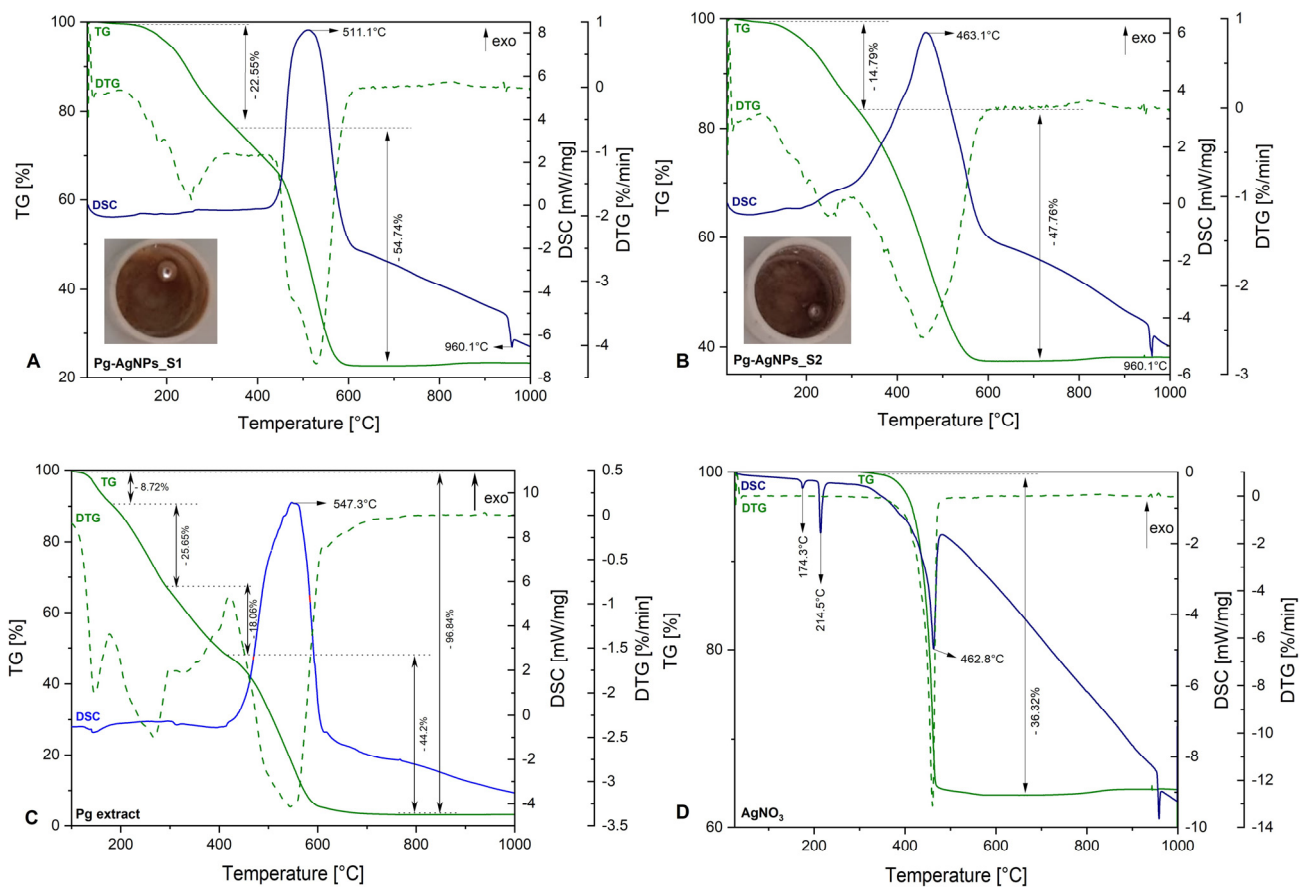 100
TG
511.1°C
exo
- 22.55%
DTG
80
TG [%]
60
DSC
- 54.74%
40
A
Pg-AgNPs_S1
960.1°C
20
200 400 600 800 1000
Temperature [°C]
8
6
4
2
0
-2
-4
-6
-8
DSC [mW/mg]
1
0
-1
-2
-3
-4
DTG [%/min]
100
TG
463.1°C
exo
- 14.79%
DTG
80
TG [%]
DSC
60
- 47.76%
40
B
Pg-AgNPs_S2
960.1°C
200 400 600 800 1000
Temperature [°C]
6
4
2
0
-2
-4
-6
DSC [mW/mg]
1
0
-1
-2
-3
DTG [%/min]
100
- 8.72%
547.3°C
exo
DTG
- 25.65%
80
60
- 18.06%
- 96.84%
TG [%]
40
DSC
- 44.2%
20
C
Pg extract
0
200 400 600 800 1000
Temperature [°C]
10
8
6
4
2
0
-2
-4
DSC [mW/mg]
0.5
0
-0.5
-1
-1.5
-2
-2.5
-3
-3.5
DTG [%/min]
100
DSC
TG
DTG
exo
174.3°C
214.5°C
90
462.8°C
TG [%]
80
- 36.32%
70
D
AgNO3
60
200 400 600 800 1000
Temperature [°C]
0
-2
-4
-6
-8
-10
DSC [mW/mg]
2
0
-2
-4
-6
-8
-10
-12
-14
DTG [%/min]